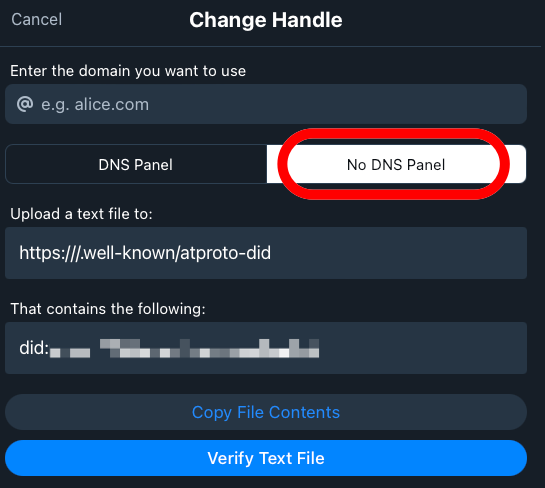 Cancel
Change Handle
Enter the domain you want to use
@ e.g. alice.com
DNS Panel
No DNS Panel
Upload a text file to:
https:///.well-known/atproto-did
That contains the following:
did:
Copy File Contents
Verify Text File